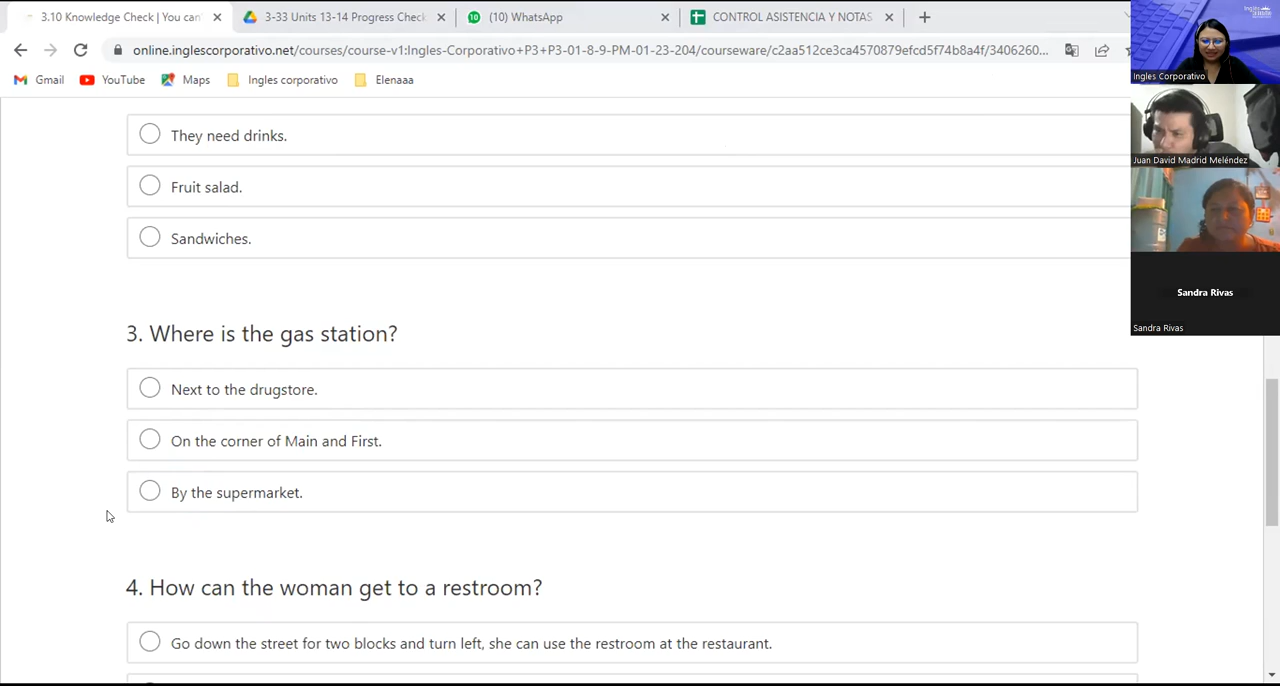 3.10 Knowledge Check | You can'
3-33 Units 13-14 Progress Check
10
(10) WhatsApp
CONTROL ASISTENCIA Y NOTAS
online.inglescorporativo.net/courses/course-v1:Ingles-Corporativo+P3+P3-01-8-9-PM-01-23-204/courseware/c2aa512ce3ca4570879efcd5f74b8a4f/3406260...
Gmail
YouTube
Maps
Ingles corporativo
Elenaaa
Ingles Corporativo
Juan David Madrid Meléndez
Sandra Rivas
Sandra Rivas
They need drinks.
Fruit salad.
Sandwiches.
3. Where is the gas station?
Next to the drugstore.
On the corner of Main and First.
By the supermarket.
4. How can the woman get to a restroom?
Go down the street for two blocks and turn left, she can use the restroom at the restaurant.